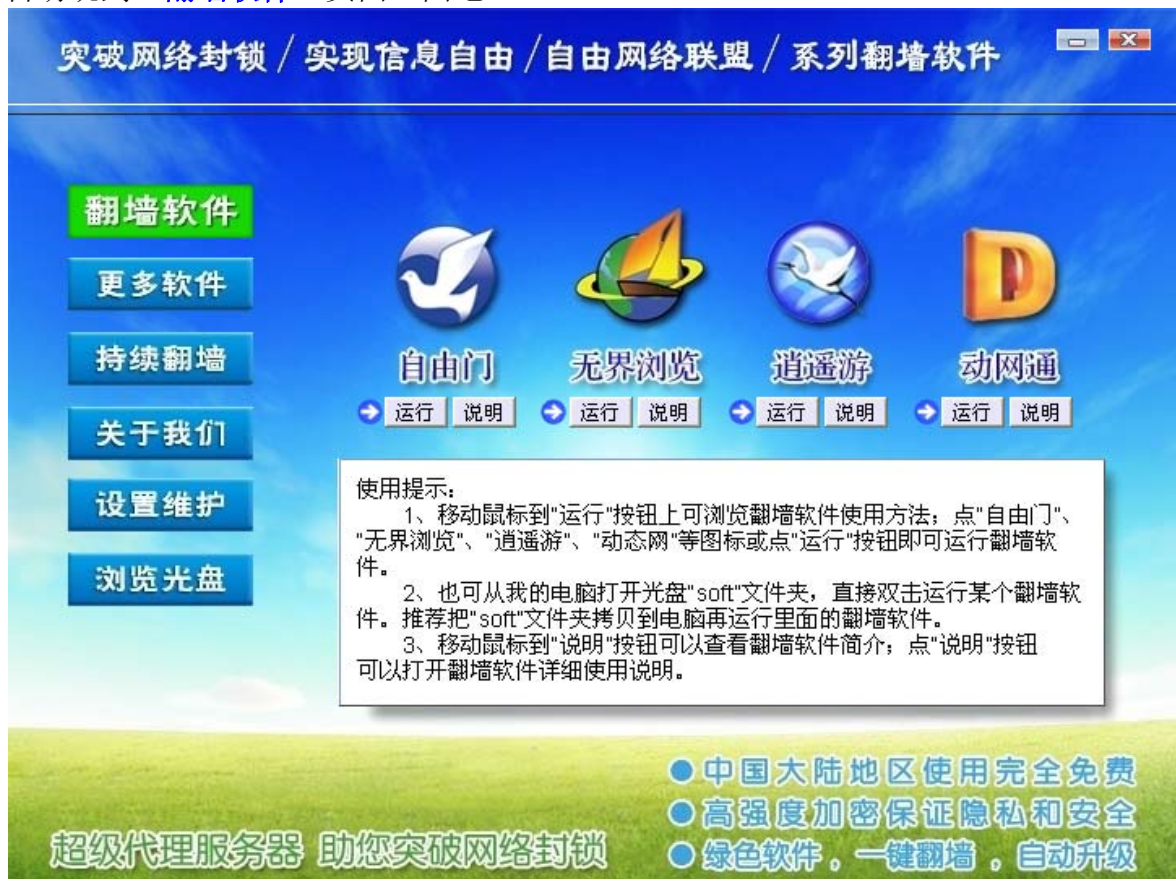 突破网络封锁 / 实现信息自由 / 自由网络联盟 / 系列翻墙软件
翻墙软件
更多软件
持续翻墙
关于我们
设置维护
浏览光盘
自由门 无界浏览 逍遥游 动网通
运行 说明 运行 说明 运行 说明 运行 说明
使用提示:
1、移动鼠标到"运行"按钮上可浏览翻墙软件使用方法；点"自由门"、
"无界浏览"、"逍遥游"、"动态网"等图标或点"运行"按钮即可运行翻墙软
件。
2、也可从我的电脑打开光盘"soft"文件夹，直接双击运行某个翻墙软
件。推荐把"soft"文件夹拷贝到电脑再运行里面的翻墙软件。
3、移动鼠标到"说明"按钮可以查看翻墙软件简介；点"说明"按钮
可以打开翻墙软件详细使用说明。
●中国大陆地区使用完全免费
●高强度加密保证隐私和安全
●绿色软件，一键翻墙，自动升级
超级代理服务器 助您突破网络封锁